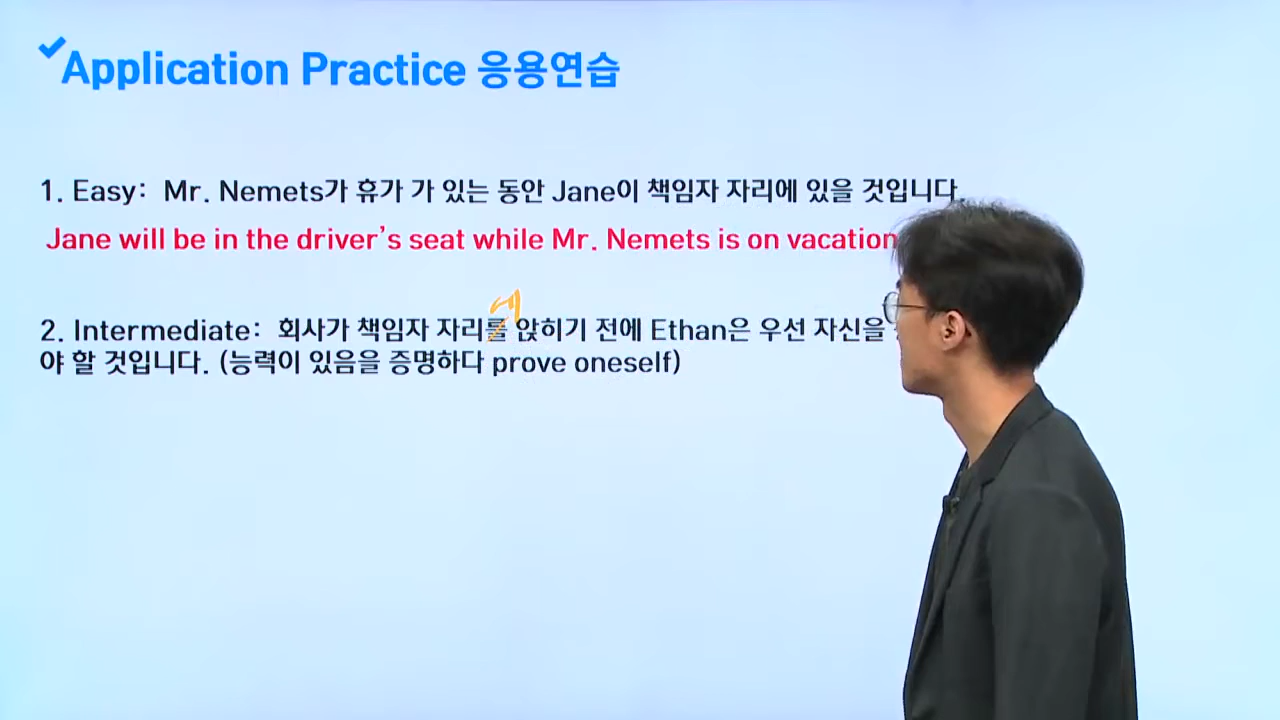 Application Practice 응용연습
1. Easy: Mr. Nemets가 휴가 가 있는 동안 Jane이 책임자 자리에 있을 것입니다.
Jane will be in the driver's seat while Mr. Nemets is on vacation
에
2. Intermediate: 회사가 책임자 자리를 앉히기 전에 Ethan은 우선 자신을
야 할 것입니다. (능력이 있음을 증명하다 prove oneself)